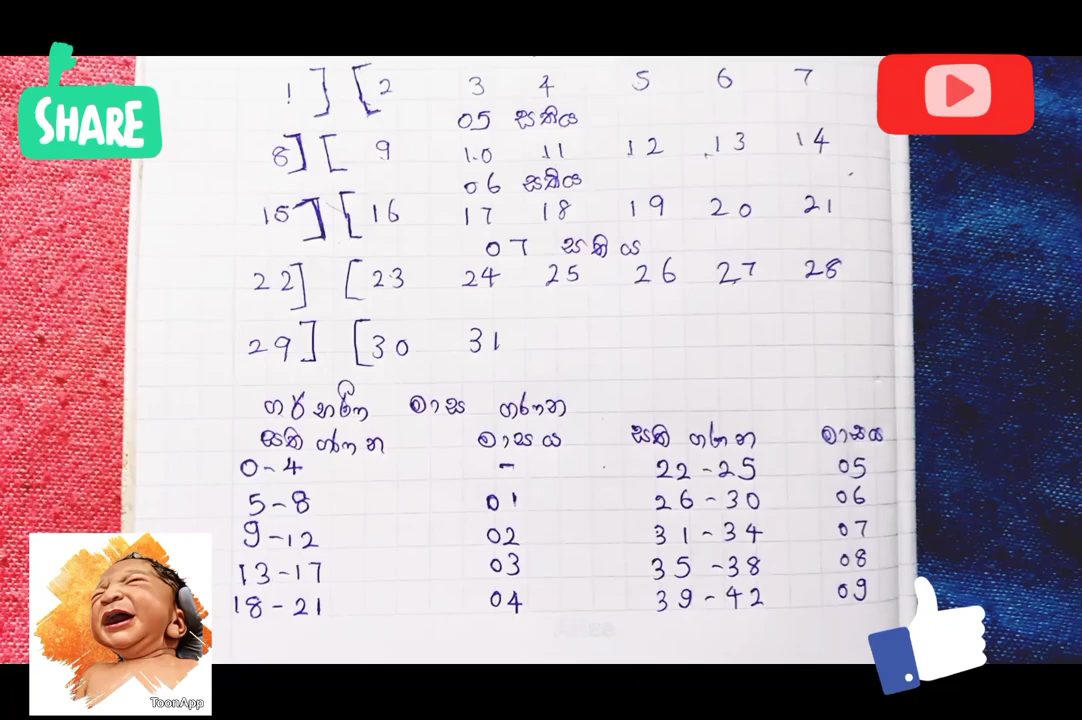 SHARE
1 ] [ 2 3 4 5 6 7
05 සතිය
8 ] [ 9 10 11 12 13 14
06 සතිය
15 ] [ 16 17 18 19 20 21
07 සතිය
22 ] [ 23 24 25 26 27 28
29 ] [ 30 31
ගර්භණී මාස ගණන
සති ගණන මාසය සති ගණන මාසය
0-4 - 22-25 05
5-8 01 26-30 06
9-12 02 31-34 07
13-17 03 35-38 08
18-21 04 39-42 09
Atlas
ToonApp